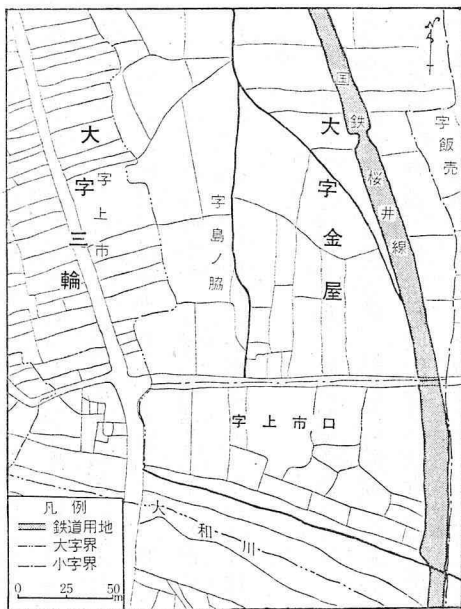 大字三輪
字上市
字島ノ脇
大字金屋
国鉄桜井線
字飯売
字上市口
大和川
凡例
鉄道用地
大字界
小字界
0 25 50m
N